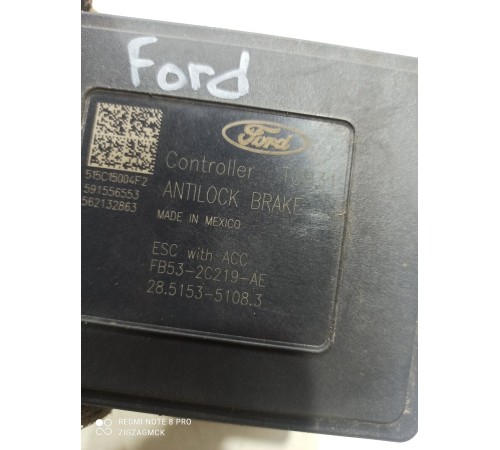 Ford
Ford
515C15004F2
591556553
562132863
Controller
ANTILOCK BRAKE
MADE IN MEXICO
ESC with ACC
FB53-2C219-AE
28.5153-5108.3
REDMI NOTE 8 PRO
ZIGZAGMCK